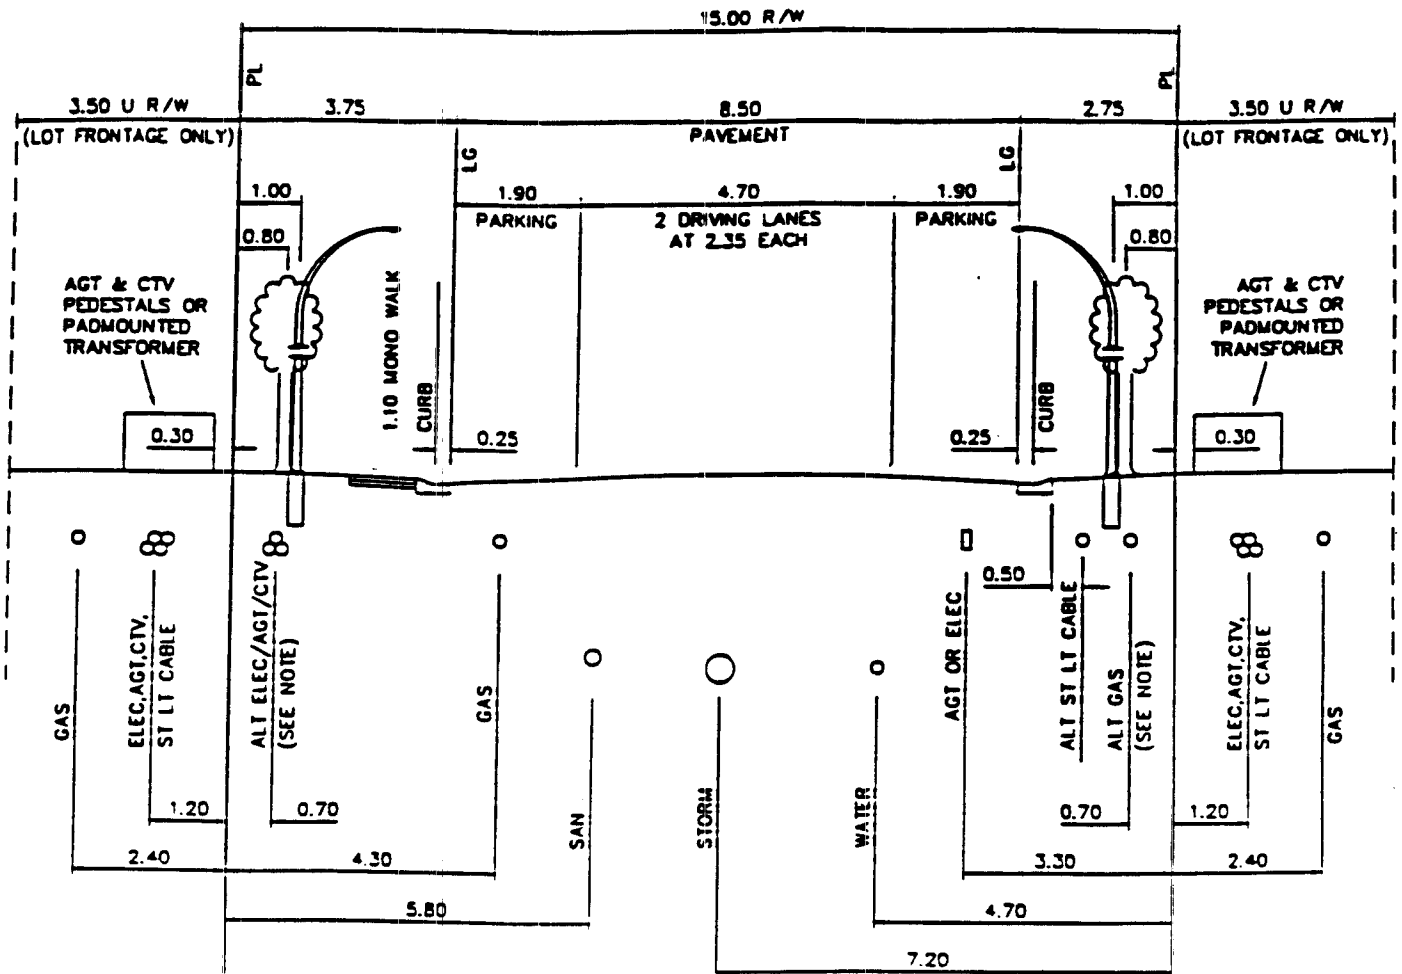 15.00 R/W
PL
PL
3.50 U R/W
3.75
8.50
2.75
3.50 U R/W
(LOT FRONTAGE ONLY)
PAVEMENT
(LOT FRONTAGE ONLY)
LG
LG
1.00
1.90
4.70
1.90
1.00
PARKING
2 DRIVING LANES
AT 2.35 EACH
PARKING
0.80
0.80
AGT & CTV
PEDESTALS OR
PADMOUNTED
TRANSFORMER
1.10 MONO WALK
CURB
CURB
AGT & CTV
PEDESTALS OR
PADMOUNTED
TRANSFORMER
0.30
0.25
0.25
0.30
0.50
GAS
ELEC,AGT,CTV,
ST LT CABLE
ALT ELEC/AGT/CTV
(SEE NOTE)
GAS
SAN
STORM
WATER
AGT OR ELEC
ALT ST LT CABLE
ALT GAS
(SEE NOTE)
ELEC,AGT,CTV,
ST LT CABLE
GAS
1.20
0.70
0.70
1.20
2.40
4.30
3.30
2.40
5.80
4.70
7.20